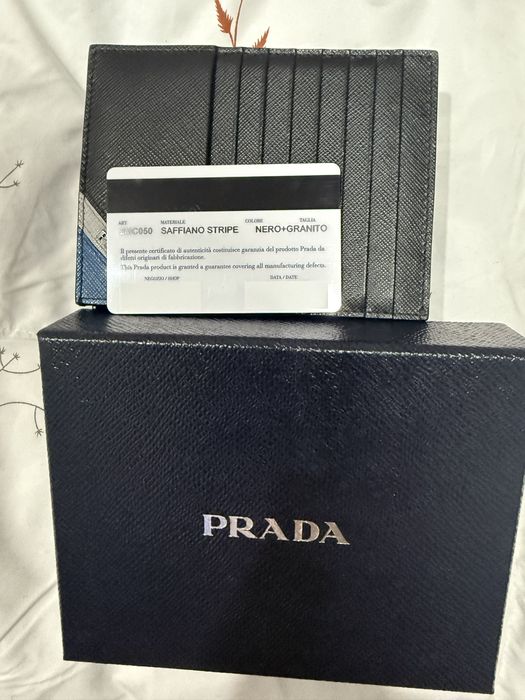 ART. MATERIALE COLORE TAGLIA
MC050 SAFFIANO STRIPE NERO+GRANITO
Il presente certificato di autenticità costituisce garanzia del prodotto Prada da
difetti originari di fabbricazione.
This Prada product is granted a guarantee covering all manufacturing defects.
NEGOZIO / SHOP DATA / DATE
PRADA